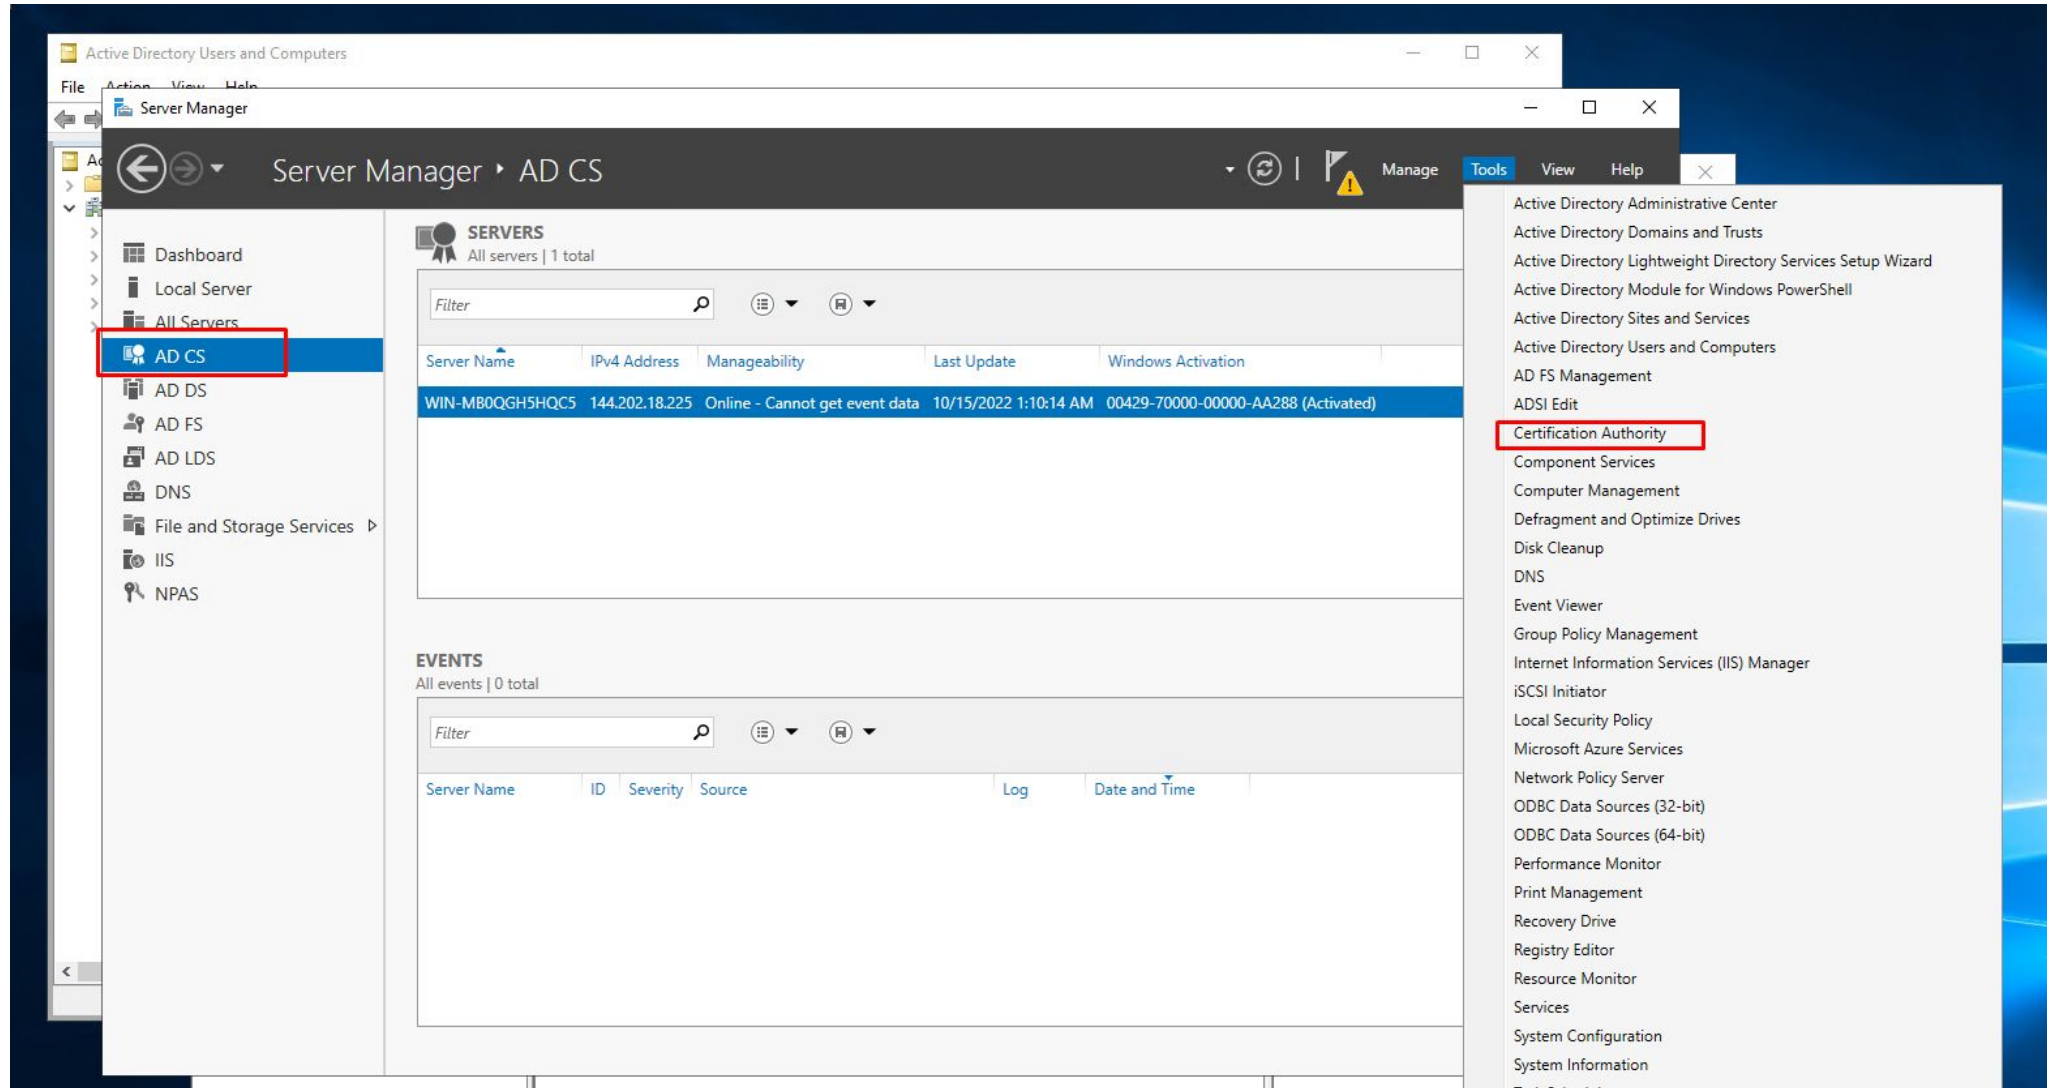 Active Directory Users and Computers
File Action View Help
Server Manager
Server Manager AD CS
Manage Tools View Help
Dashboard
Local Server
All Servers
AD CS
AD DS
AD FS
AD LDS
DNS
File and Storage Services
IIS
NPAS
SERVERS
All servers | 1 total
Filter
Server Name IPv4 Address Manageability Last Update Windows Activation
WIN-MB0QGH5HQC5 144.202.18.225 Online - Cannot get event data 10/15/2022 1:10:14 AM 00429-70000-00000-AA288 (Activated)
EVENTS
All events | 0 total
Filter
Server Name ID Severity Source Log Date and Time
Active Directory Administrative Center
Active Directory Domains and Trusts
Active Directory Lightweight Directory Services Setup Wizard
Active Directory Module for Windows PowerShell
Active Directory Sites and Services
Active Directory Users and Computers
AD FS Management
ADSI Edit
Certification Authority
Component Services
Computer Management
Defragment and Optimize Drives
Disk Cleanup
DNS
Event Viewer
Group Policy Management
Internet Information Services (IIS) Manager
iSCSI Initiator
Local Security Policy
Microsoft Azure Services
Network Policy Server
ODBC Data Sources (32-bit)
ODBC Data Sources (64-bit)
Performance Monitor
Print Management
Recovery Drive
Registry Editor
Resource Monitor
Services
System Configuration
System Information